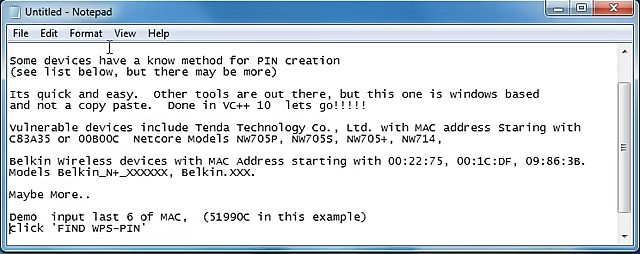 Untitled - Notepad
File Edit Format View Help
Some devices have a know method for PIN creation
(see list below, but there may be more)
Its quick and easy. Other tools are out there, but this one is windows based
and not a copy paste. Done in VC++ 10 lets go!!!!!
Vulnerable devices include Tenda Technology Co., Ltd. with MAC address Staring with
C83A35 or 00B00C Netcore Models NW705P, NW705S, NW705+, NW714,
Belkin Wireless devices with MAC Address starting with 00:22:75, 00:1C:DF, 09:86:3B.
Models Belkin_N+_XXXXXX, Belkin.XXX.
Maybe More..
Demo input last 6 of MAC, (51990C in this example)
click 'FIND WPS-PIN'